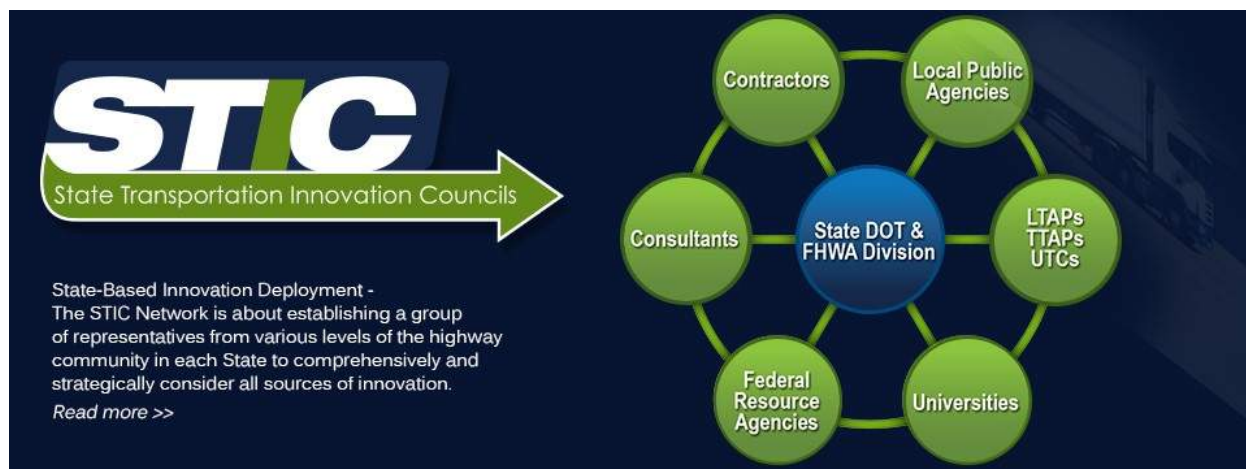 STIC
State Transportation Innovation Councils
State-Based Innovation Deployment -
The STIC Network is about establishing a group
of representatives from various levels of the highway
community in each State to comprehensively and
strategically consider all sources of innovation.
Read more >>
Contractors
Local Public
Agencies
Consultants
State DOT &
FHWA Division
LTAPs
TTAPs
UTCs
Federal
Resource
Agencies
Universities